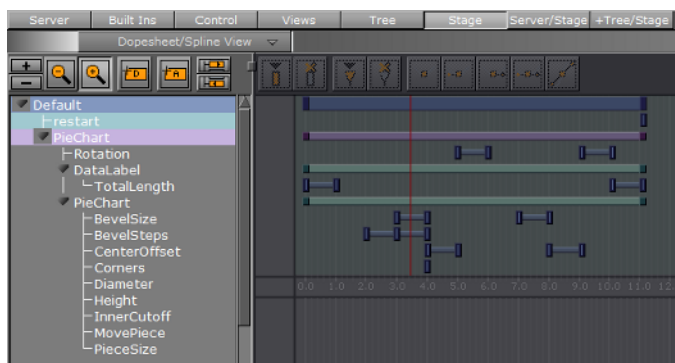 Server Built Ins Control Views Tree Stage Server/Stage +Tree/Stage
Dopesheet/Spline View
D A
Default
restart
PieChart
Rotation
DataLabel
TotalLength
PieChart
BevelSize
BevelSteps
CenterOffset
Corners
Diameter
0.0 1.0 2.0 3.0 4.0 5.0 6.0 7.0 8.0 9.0 10.0 11.0 12.
Height
InnerCutoff
MovePiece
PieceSize